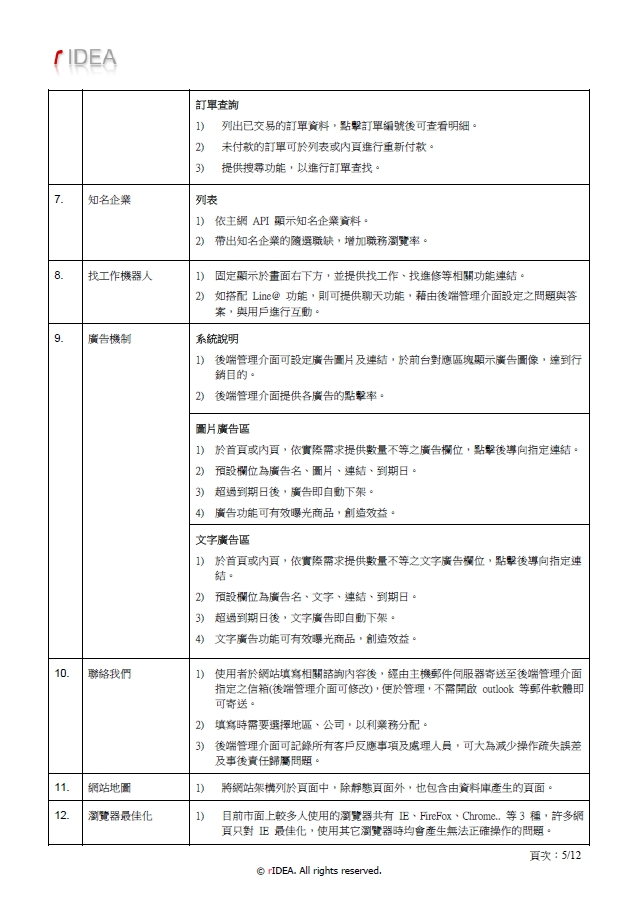 r IDEA
訂單查詢
1) 列出已交易的訂單資料，點擊訂單編號後可查看明細。
2) 未付款的訂單可於列表或內頁進行重新付款。
3) 提供搜尋功能，以進行訂單查找。
7. 知名企業 列表
1) 依主網 API 顯示知名企業資料。
2) 帶出知名企業的隨選職缺，增加職務瀏覽率。
8. 找工作機器人 1) 固定顯示於畫面右下方，並提供找工作、找進修等相關功能連結。
2) 如搭配 Line@ 功能，則可提供聊天功能，藉由後端管理介面設定之問題與答
案，與用戶進行互動。
9. 廣告機制 系統說明
1) 後端管理介面可設定廣告圖片及連結，於前台對應區塊顯示廣告圖像，達到行
銷目的。
2) 後端管理介面提供各廣告的點擊率。
圖片廣告區
1) 於首頁或內頁，依實際需求提供數量不等之廣告欄位，點擊後導向指定連結。
2) 預設欄位為廣告名、圖片、連結、到期日。
3) 超過到期日後，廣告即自動下架。
4) 廣告功能可有效曝光商品，創造效益。
文字廣告區
1) 於首頁或內頁，依實際需求提供數量不等之文字廣告欄位，點擊後導向指定連
結。
2) 預設欄位為廣告名、文字、連結、到期日。
3) 超過到期日後，文字廣告即自動下架。
4) 文字廣告功能可有效曝光商品，創造效益。
10. 聯絡我們 1) 使用者於網站填寫相關諮詢內容後，經由主機郵件伺服器寄送至後端管理介面
指定之信箱(後端管理介面可修改)，便於管理，不需開啟 outlook 等郵件軟體即
可寄送。
2) 填寫時需要選擇地區、公司，以利業務分配。
3) 後端管理介面可記錄所有客戶反應事項及處理人員，可大為減少操作疏失誤差
及事後責任歸屬問題。
11. 網站地圖 1) 將網站架構列於頁面中，除靜態頁面外，也包含由資料庫產生的頁面。
12. 瀏覽器最佳化 1) 目前市面上較多人使用的瀏覽器共有 IE、FireFox、Chrome.. 等 3 種，許多網
頁只對 IE 最佳化，使用其它瀏覽器時均會產生無法正確操作的問題。
頁次：5/12
© rIDEA. All rights reserved.